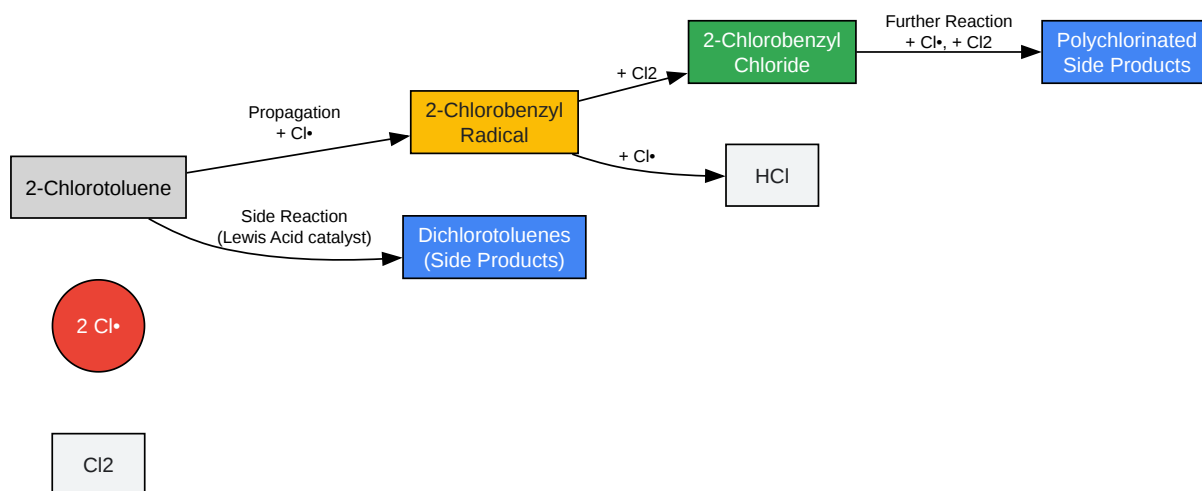 Further Reaction
+ Cl•, + Cl2
2-Chlorobenzyl
Chloride
Polychlorinated
Side Products
+ Cl2
Propagation
+ Cl•
2-Chlorobenzyl
Radical
+ Cl•
HCl
2-Chlorotoluene
Side Reaction
(Lewis Acid catalyst)
Dichlorotoluenes
(Side Products)
2 Cl•
Cl2